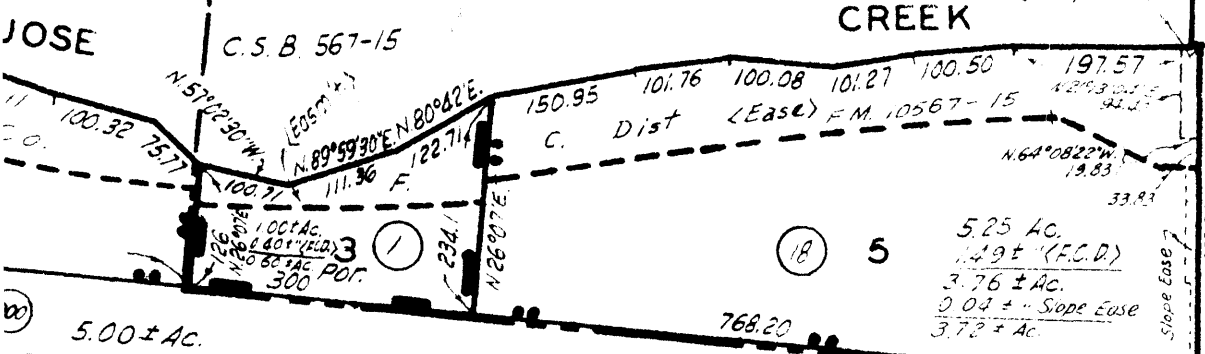 JOSE
CREEK
C.S.B. 567-15
100.32
75.77
N.57°02'30"W.
(Easmt)
N.89°59'30"E.
N.80°42'E.
100.71
111.36
122.71
F.
150.95
101.76
100.08
101.27
100.50
197.57
C. Dist (Ease) F.M. 10567-15
N.64°08'22"W.
19.83
33.83
126
N26°07'E
1.00±Ac.
0.40±"(F.C.D.)
0.60±Ac.
3
1
300
Por.
234.1
N26°07'E.
18
5
5.25 Ac.
1.49±"(F.C.D.)
3.76±Ac.
0.04±" Slope Ease
3.72±Ac.
Slope Ease
768.20
5.00±Ac.